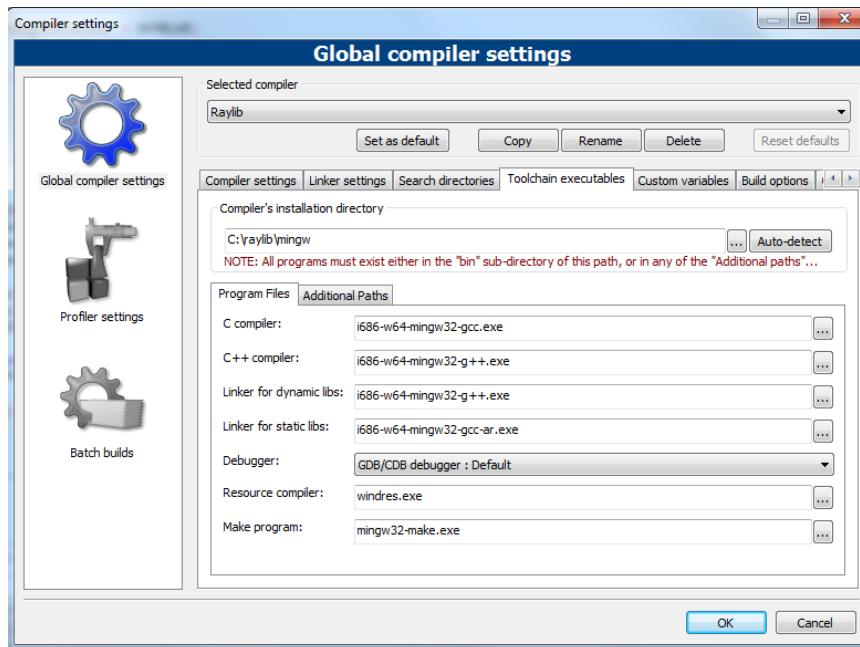 Compiler settings
Global compiler settings
Global compiler settings
Profiler settings
Batch builds
Selected compiler
Raylib
Set as default Copy Rename Delete Reset defaults
Compiler settings Linker settings Search directories Toolchain executables Custom variables Build options
Compiler's installation directory
C:\raylib\mingw ... Auto-detect
NOTE: All programs must exist either in the "bin" sub-directory of this path, or in any of the "Additional paths"...
Program Files Additional Paths
C compiler: i686-w64-mingw32-gcc.exe ...
C++ compiler: i686-w64-mingw32-g++.exe ...
Linker for dynamic libs: i686-w64-mingw32-g++.exe ...
Linker for static libs: i686-w64-mingw32-gcc-ar.exe ...
Debugger: GDB/CDB debugger : Default
Resource compiler: windres.exe ...
Make program: mingw32-make.exe ...
OK Cancel